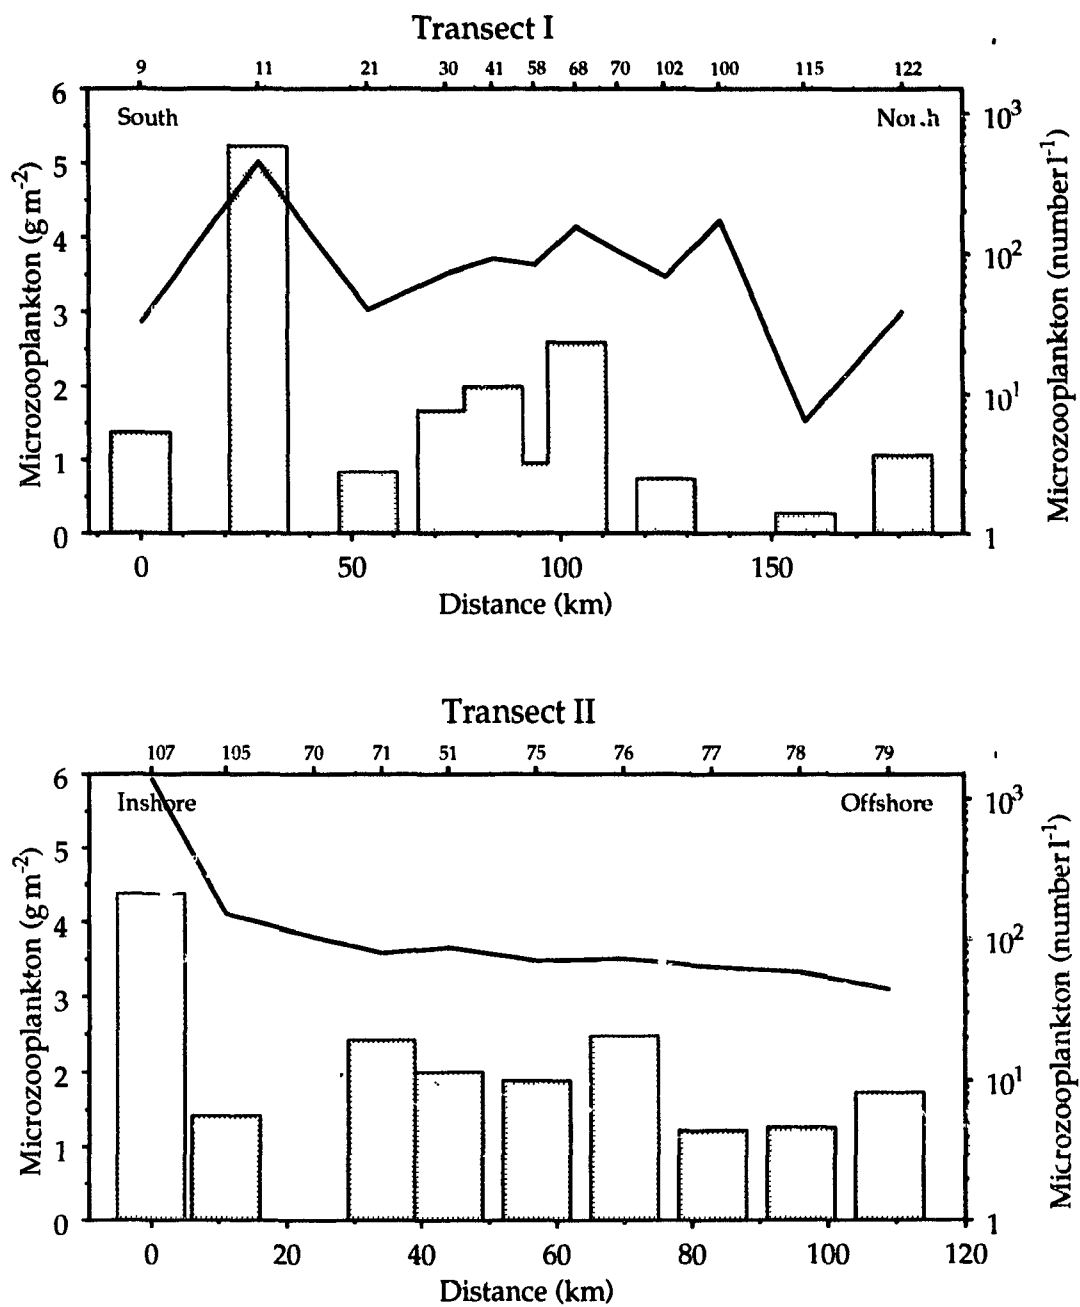 Transect I
9 11 21 30 41 58 68 70 102 100 115 122
South
6
5
4
3
2
1
0
Microzooplankton (g m⁻²)
10³
10²
10¹
1
Microzooplankton (number l⁻¹)
0 50 100 150
Distance (km)
Transect II
107 105 70 71 51 75 76 77 78 79
Inshore Offshore
6
5
4
3
2
1
0
Microzooplankton (g m⁻²)
10³
10²
10¹
1
Microzooplankton (number l⁻¹)
0 20 40 60 80 100 120
Distance (km)